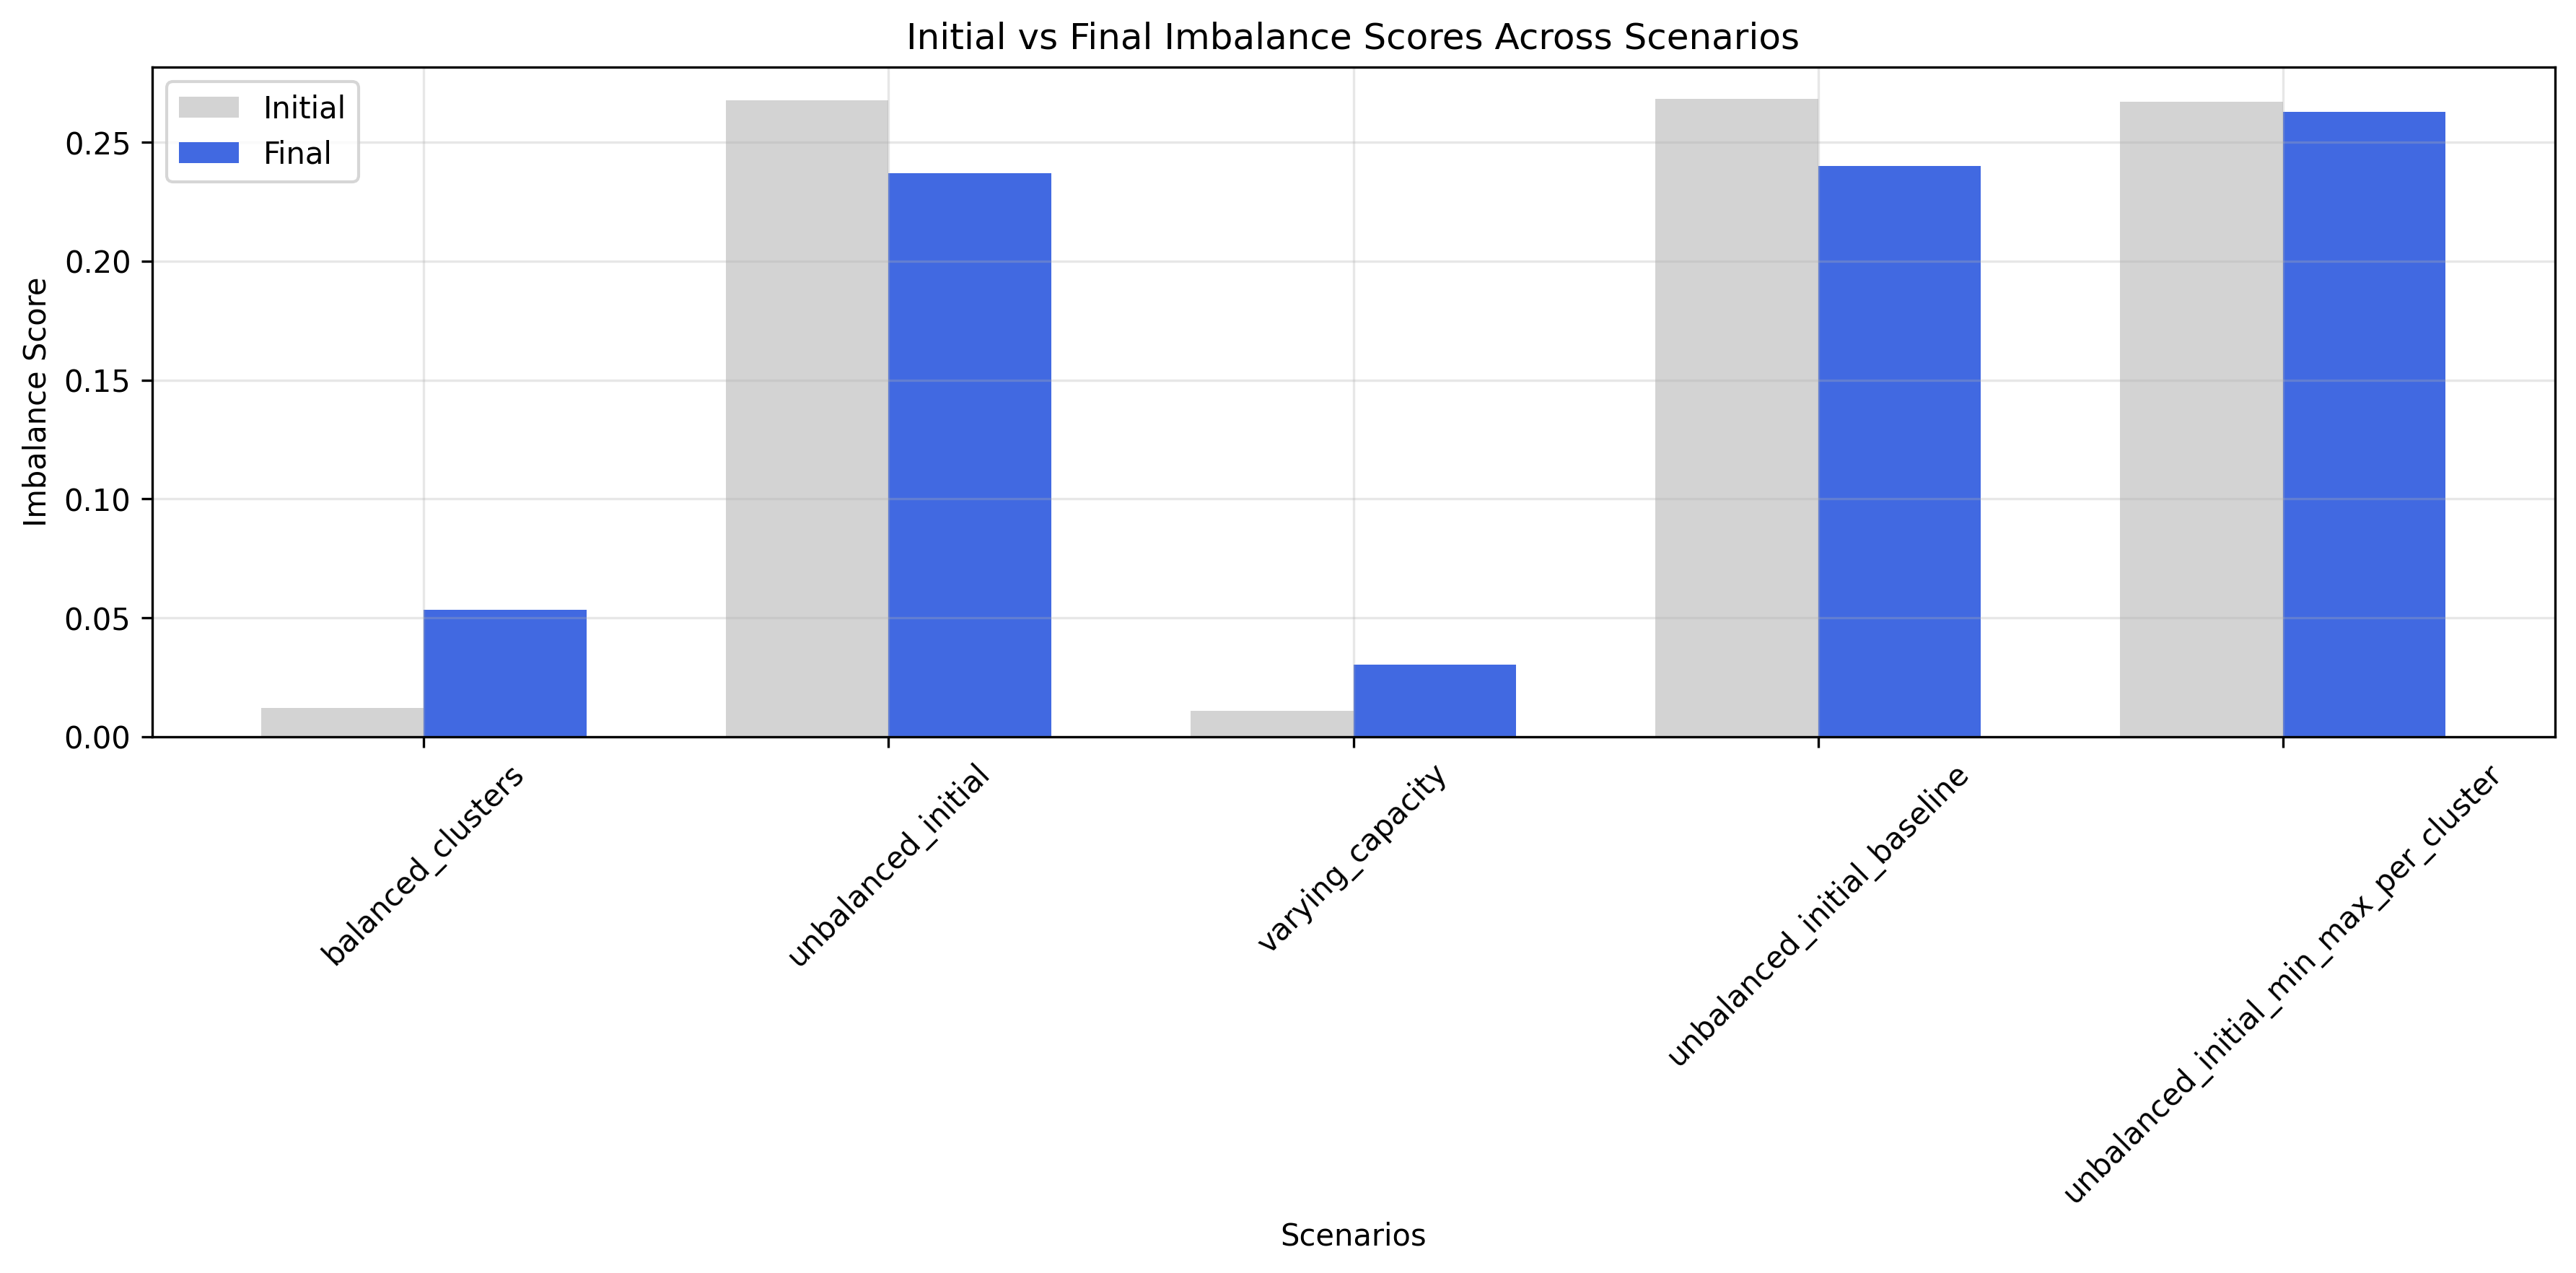 Initial vs Final Imbalance Scores Across Scenarios
Initial
Final
Imbalance Score
0.25
0.20
0.15
0.10
0.05
0.00
balanced_clusters
unbalanced_initial
varying_capacity
unbalanced_initial_baseline
unbalanced_initial_min_max_per_cluster
Scenarios